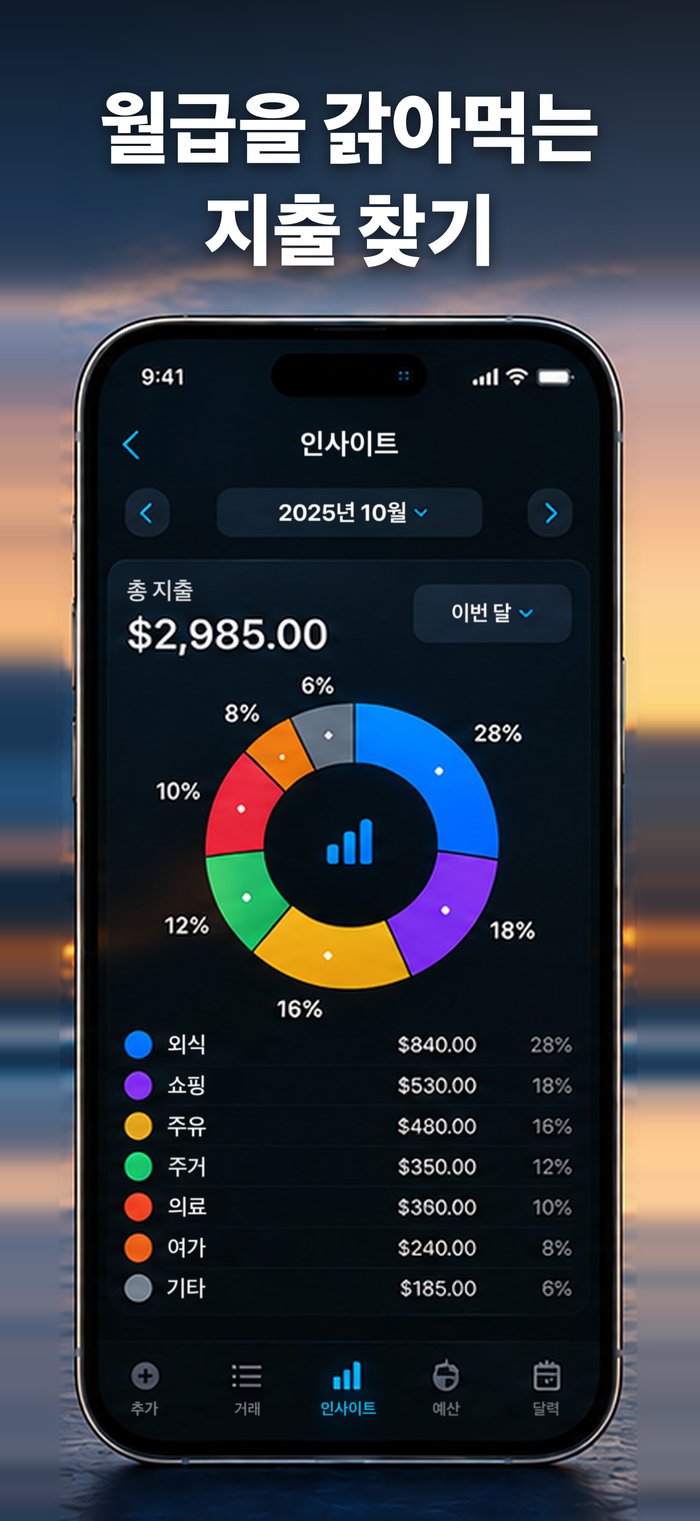 월급을 갉아먹는
지출 찾기
9:41
인사이트
2025년 10월
총 지출
$2,985.00
이번 달
6%
8%
28%
10%
12%
18%
16%
외식 $840.00 28%
쇼핑 $530.00 18%
주유 $480.00 16%
주거 $350.00 12%
의료 $360.00 10%
여가 $240.00 8%
기타 $185.00 6%
추가 거래 인사이트 예산 달력